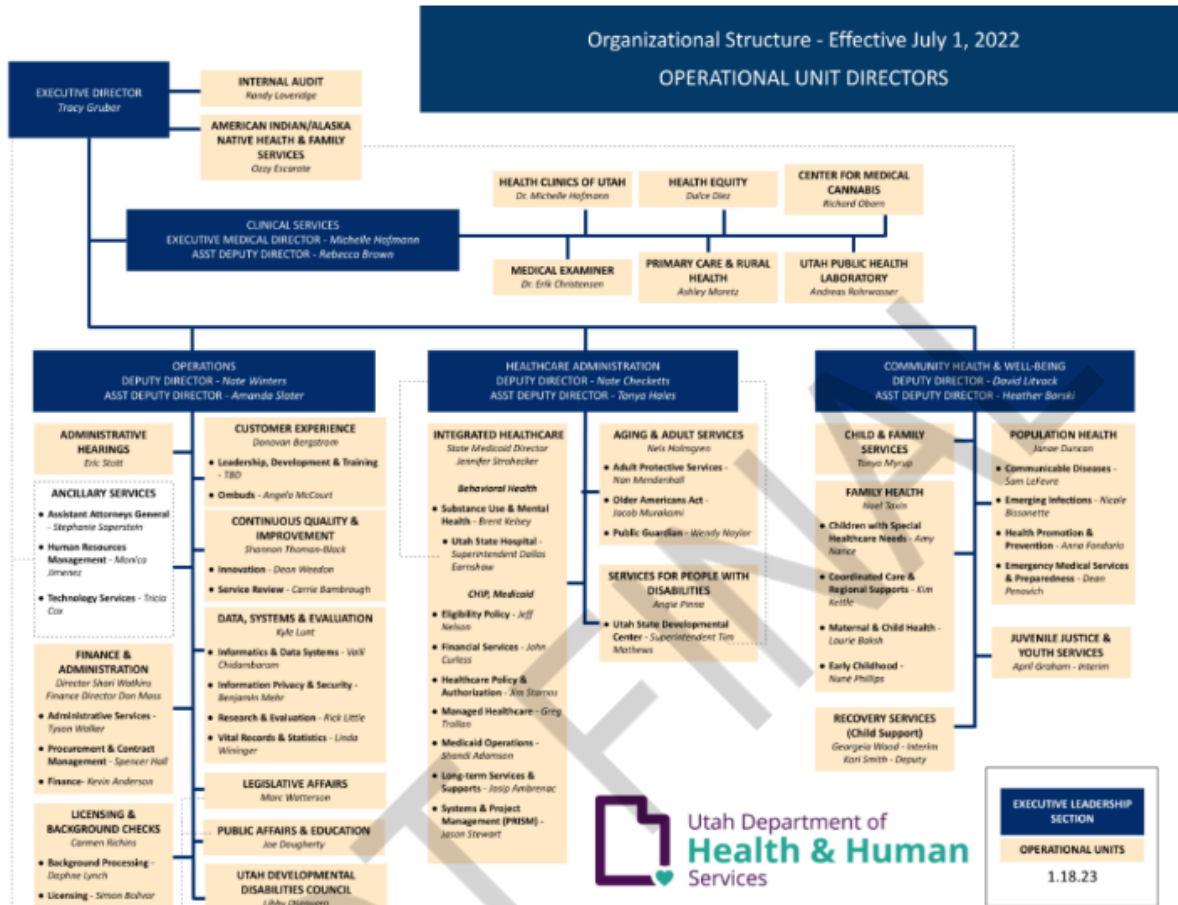 Organizational Structure - Effective July 1, 2022
OPERATIONAL UNIT DIRECTORS
EXECUTIVE DIRECTOR
Tracy Gruber
INTERNAL AUDIT
Randy Loveridge
AMERICAN INDIAN/ALASKA
NATIVE HEALTH & FAMILY
SERVICES
Ozzy Escarate
CLINICAL SERVICES
EXECUTIVE MEDICAL DIRECTOR - Michelle Hofmann
ASST DEPUTY DIRECTOR - Rebecca Brown
HEALTH CLINICS OF UTAH
Dr. Michelle Hofmann
HEALTH EQUITY
Dulce Diez
CENTER FOR MEDICAL
CANNABIS
Richard Oborn
MEDICAL EXAMINER
Dr. Erik Christensen
PRIMARY CARE & RURAL
HEALTH
Ashley Moretz
UTAH PUBLIC HEALTH
LABORATORY
Andreas Rohrwasser
OPERATIONS
DEPUTY DIRECTOR - Nate Winters
ASST DEPUTY DIRECTOR - Amanda Slater
ADMINISTRATIVE
HEARINGS
Eric Stott
ANCILLARY SERVICES
● Assistant Attorneys General
- Stephanie Saperstein
● Human Resources
Management - Monica
Jimenez
● Technology Services - Tricia
Cox
FINANCE &
ADMINISTRATION
Director Shari Watkins
Finance Director Dan Moss
● Administrative Services -
Tyson Walker
● Procurement & Contract
Management - Spencer Hall
● Finance- Kevin Anderson
LICENSING &
BACKGROUND CHECKS
Carmen Richins
● Background Processing -
Daphne Lynch
● Licensing - Simon Bolivar
CUSTOMER EXPERIENCE
Donovan Bergstrom
● Leadership, Development & Training
- TBD
● Ombuds - Angela McCourt
CONTINUOUS QUALITY &
IMPROVEMENT
Shannon Thoman-Black
● Innovation - Dean Weedon
● Service Review - Carrie Bambrough
DATA, SYSTEMS & EVALUATION
Kyle Lunt
● Informatics & Data Systems - Valli
Chidambaram
● Information Privacy & Security -
Benjamin Mehr
● Research & Evaluation - Rick Little
● Vital Records & Statistics - Linda
Wininger
LEGISLATIVE AFFAIRS
Marc Watterson
PUBLIC AFFAIRS & EDUCATION
Joe Dougherty
UTAH DEVELOPMENTAL
DISABILITIES COUNCIL
Libby
HEALTHCARE ADMINISTRATION
DEPUTY DIRECTOR - Nate Checketts
ASST DEPUTY DIRECTOR - Tonya Hales
INTEGRATED HEALTHCARE
State Medicaid Director
Jennifer Strohecker
Behavioral Health
● Substance Use & Mental
Health - Brent Kelsey
● Utah State Hospital -
Superintendent Dallas
Earnshaw
CHIP, Medicaid
● Eligibility Policy - Jeff
Nelson
● Financial Services - John
Curless
● Healthcare Policy &
Authorization - Jim Stamos
● Managed Healthcare - Greg
Trollan
● Medicaid Operations -
Shandi Adamson
● Long-term Services &
Supports - Josip Ambrenac
● Systems & Project
Management (PRISM) -
Jason Stewart
AGING & ADULT SERVICES
Nels Holmgren
● Adult Protective Services -
Nan Mendenhall
● Older Americans Act -
Jacob Murakami
● Public Guardian - Wendy Naylor
SERVICES FOR PEOPLE WITH
DISABILITIES
Angie Pinna
● Utah State Developmental
Center - Superintendent Tim
Mathews
COMMUNITY HEALTH & WELL-BEING
DEPUTY DIRECTOR - David Litvack
ASST DEPUTY DIRECTOR - Heather Borski
CHILD & FAMILY
SERVICES
Tonya Myrup
FAMILY HEALTH
Noel Taxin
● Children with Special
Healthcare Needs - Amy
Nance
● Coordinated Care &
Regional Supports - Kim
Kettle
● Maternal & Child Health -
Laurie Baksh
● Early Childhood -
Nuné Phillips
RECOVERY SERVICES
(Child Support)
Georgeia Wood - Interim
Kari Smith - Deputy
POPULATION HEALTH
Janae Duncan
● Communicable Diseases -
Sam LeFevre
● Emerging Infections - Nicole
Bissonette
● Health Promotion &
Prevention - Anna Fondario
● Emergency Medical Services
& Preparedness - Dean
Penovich
JUVENILE JUSTICE &
YOUTH SERVICES
April Graham - Interim
Utah Department of
Health & Human
Services
EXECUTIVE LEADERSHIP
SECTION
OPERATIONAL UNITS
1.18.23
FINAL